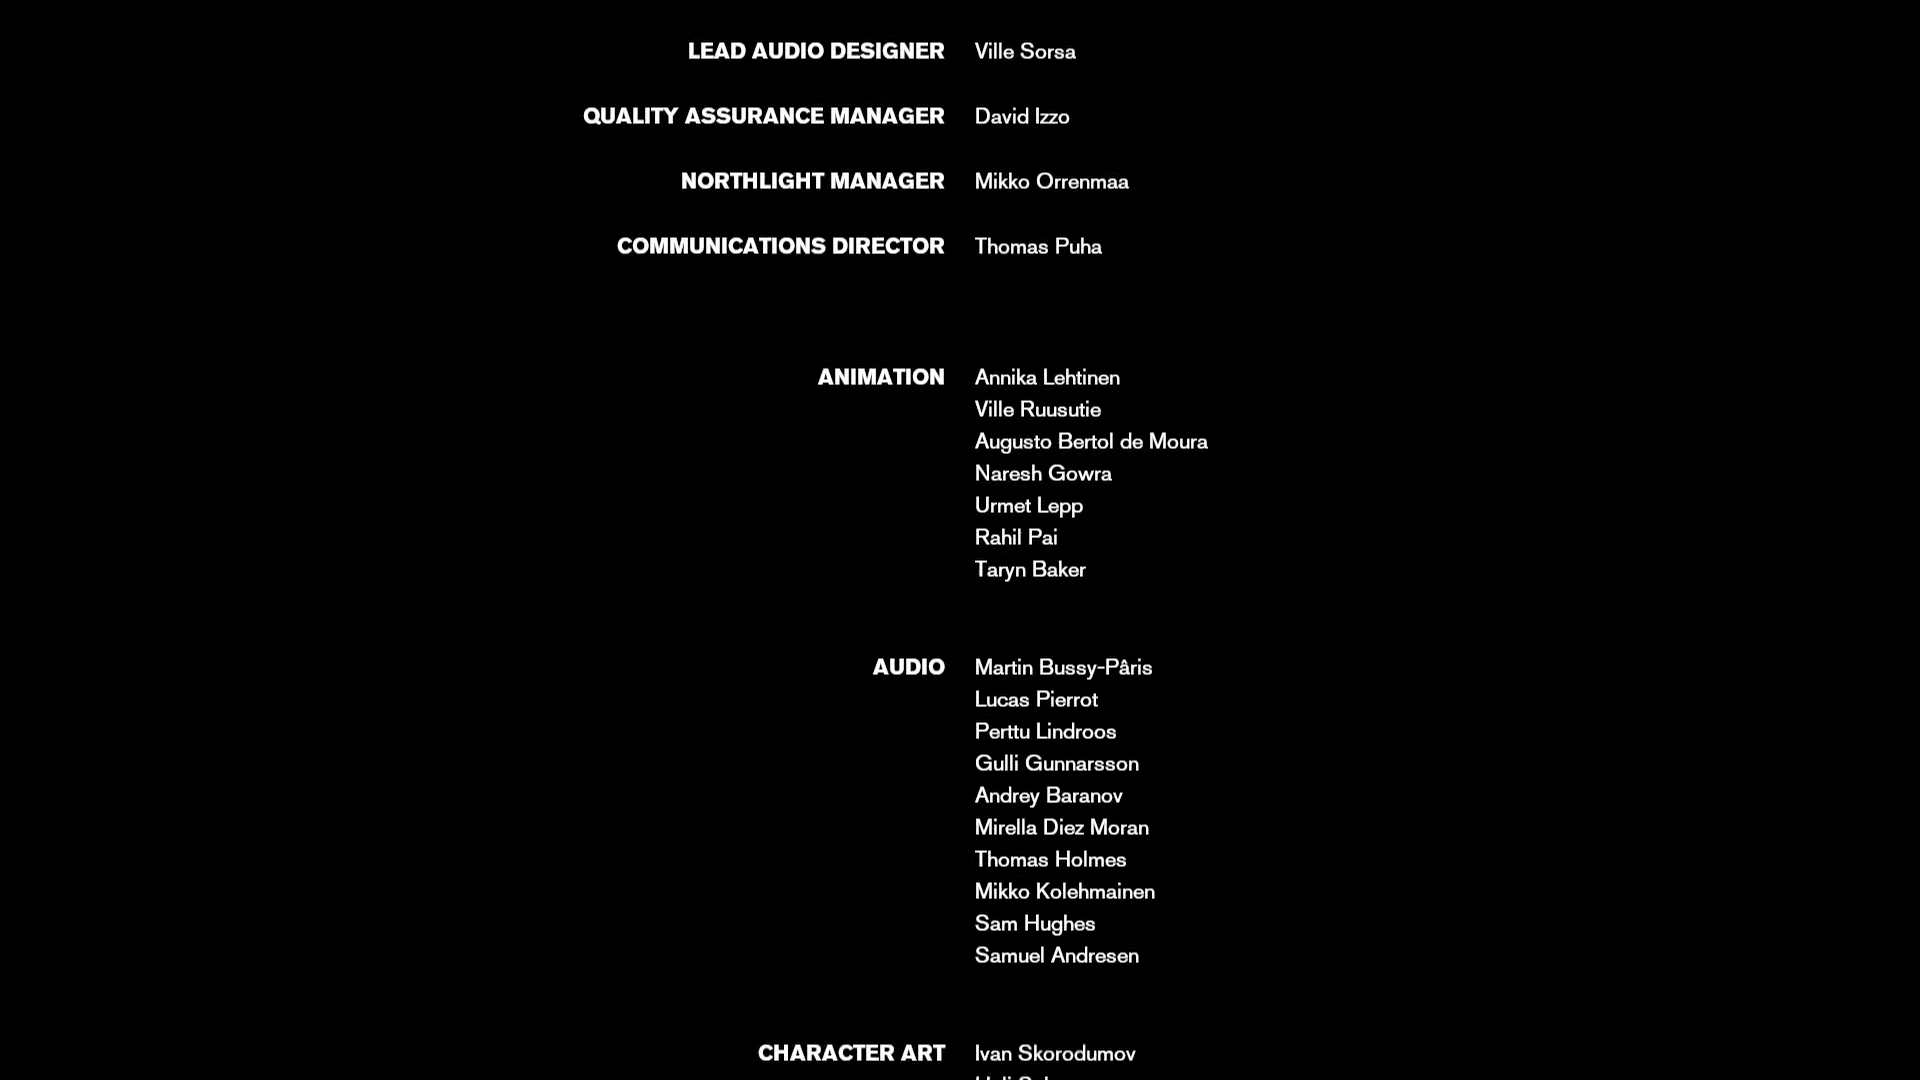 LEAD AUDIO DESIGNER Ville Sorsa
QUALITY ASSURANCE MANAGER David Izzo
NORTHLIGHT MANAGER Mikko Orrenmaa
COMMUNICATIONS DIRECTOR Thomas Puha
ANIMATION Annika Lehtinen
Ville Ruusutie
Augusto Bertol de Moura
Naresh Gowra
Urmet Lepp
Rahil Pai
Taryn Baker
AUDIO Martin Bussy-Pâris
Lucas Pierrot
Perttu Lindroos
Gulli Gunnarsson
Andrey Baranov
Mirella Diez Moran
Thomas Holmes
Mikko Kolehmainen
Sam Hughes
Samuel Andresen
CHARACTER ART Ivan Skorodumov